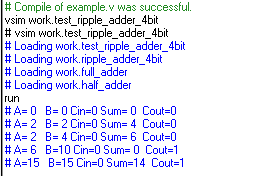 # Compile of example.v was successful.
vsim work.test_ripple_adder_4bit
# vsim work.test_ripple_adder_4bit
# Loading work.test_ripple_adder_4bit
# Loading work.ripple_adder_4bit
# Loading work.full_adder
# Loading work.half_adder
run
# A= 0 B= 0 Cin=0 Sum= 0 Cout=0
# A= 2 B= 2 Cin=0 Sum= 4 Cout=0
# A= 2 B= 4 Cin=0 Sum= 6 Cout=0
# A= 6 B=10 Cin=0 Sum= 0 Cout=1
# A=15 B=15 Cin=0 Sum=14 Cout=1